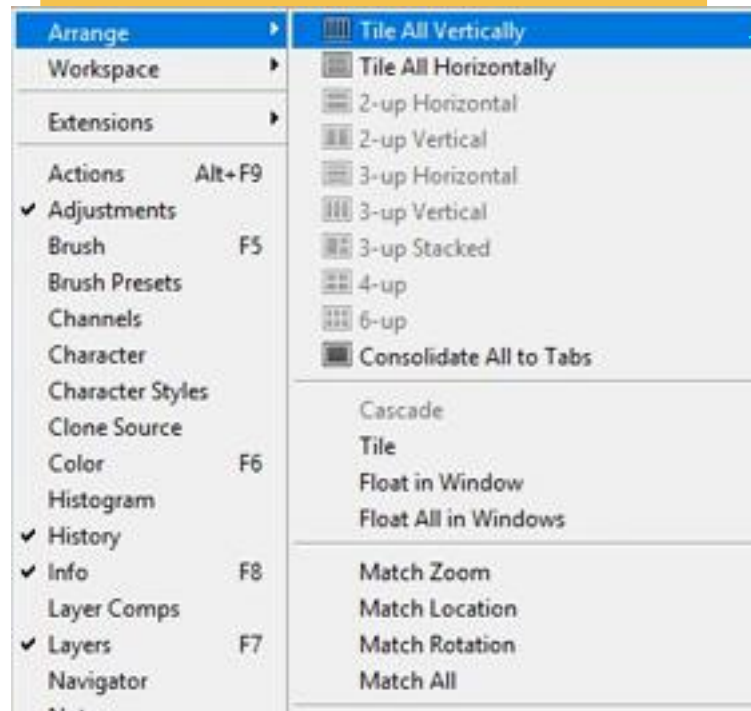 Arrange
Workspace
Extensions
Actions Alt+F9
Adjustments
Brush F5
Brush Presets
Channels
Character
Character Styles
Clone Source
Color F6
Histogram
History
Info F8
Layer Comps
Layers F7
Navigator
Tile All Vertically
Tile All Horizontally
2-up Horizontal
2-up Vertical
3-up Horizontal
3-up Vertical
3-up Stacked
4-up
6-up
Consolidate All to Tabs
Cascade
Tile
Float in Window
Float All in Windows
Match Zoom
Match Location
Match Rotation
Match All